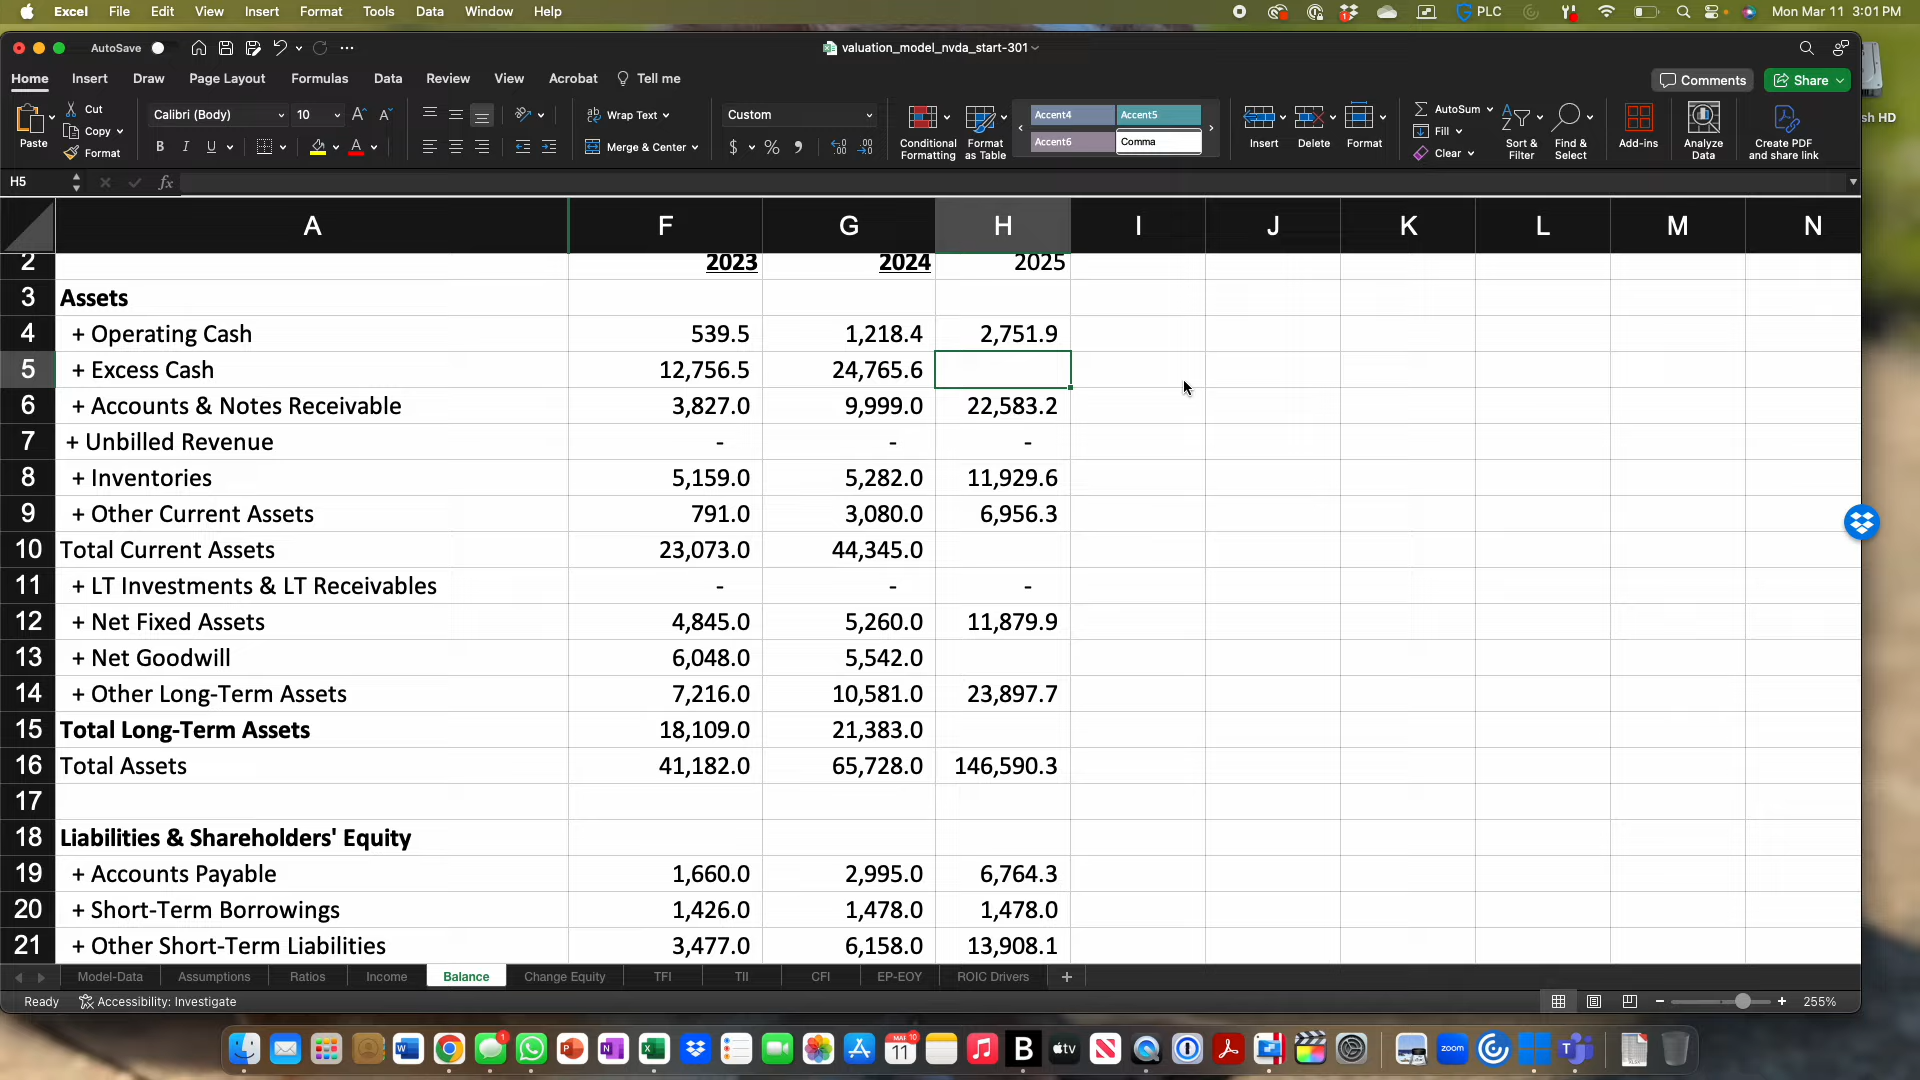 Excel File Edit View Insert Format Tools Data Window Help PLC Mon Mar 11 3:01 PM
AutoSave valuation_model_nvda_start-301
Home Insert Draw Page Layout Formulas Data Review View Acrobat Tell me Comments Share
Paste Cut Copy Format
Calibri (Body) 10 Wrap Text Merge & Center Custom
Conditional Formatting Format as Table Accent4 Accent5 Accent6 Comma
Insert Delete Format AutoSum Fill Clear Sort & Filter Find & Select Add-ins Analyze Data Create PDF and share link
H5 fx
A F G H I J K L M N
2 2023 2024 2025
3 Assets
4 + Operating Cash 539.5 1,218.4 2,751.9
5 + Excess Cash 12,756.5 24,765.6
6 + Accounts & Notes Receivable 3,827.0 9,999.0 22,583.2
7 + Unbilled Revenue - - -
8 + Inventories 5,159.0 5,282.0 11,929.6
9 + Other Current Assets 791.0 3,080.0 6,956.3
10 Total Current Assets 23,073.0 44,345.0
11 + LT Investments & LT Receivables - - -
12 + Net Fixed Assets 4,845.0 5,260.0 11,879.9
13 + Net Goodwill 6,048.0 5,542.0
14 + Other Long-Term Assets 7,216.0 10,581.0 23,897.7
15 Total Long-Term Assets 18,109.0 21,383.0
16 Total Assets 41,182.0 65,728.0 146,590.3
17
18 Liabilities & Shareholders' Equity
19 + Accounts Payable 1,660.0 2,995.0 6,764.3
20 + Short-Term Borrowings 1,426.0 1,478.0 1,478.0
21 + Other Short-Term Liabilities 3,477.0 6,158.0 13,908.1
Model-Data Assumptions Ratios Income Balance Change Equity TFI TII CFI EP-EOY ROIC Drivers
Ready Accessibility: Investigate 255%